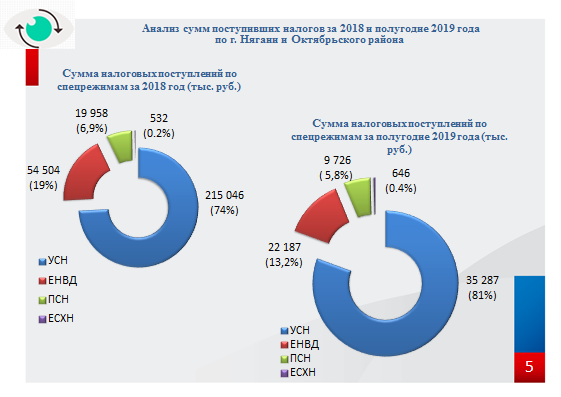 Анализ сумм поступивших налогов за 2018 и полугодие 2019 года
по г. Нягани и Октябрьского района
Сумма налоговых поступлений по
спецрежимам за 2018 год (тыс. руб.)
19 958
(6,9%)
532
(0.2%)
54 504
(19%)
215 046
(74%)
УСН
ЕНВД
ПСН
ЕСХН
Сумма налоговых поступлений по
спецрежимам за полугодие 2019 года (тыс.
руб.)
9 726
( 5,8%)
646
(0.4%)
22 187
(13,2%)
35 287
(81%)
УСН
ЕНВД
ПСН
ЕСХН
5